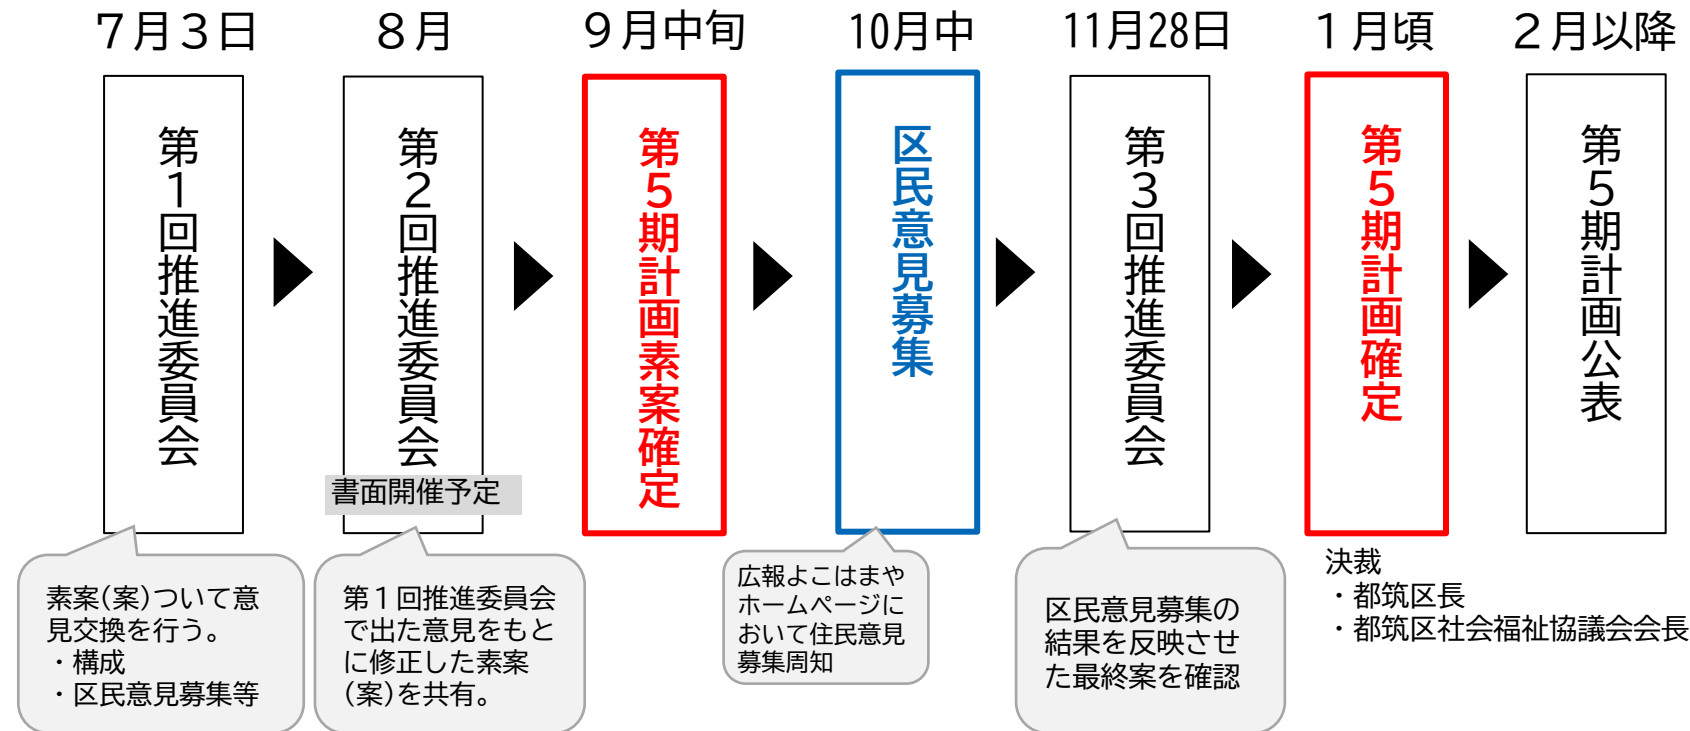 ７月３日
第１回推進委員会
素案(案)ついて意
見交換を行う。
・構成
・区民意見募集等
８月
第２回推進委員会
書面開催予定
第１回推進委員会
で出た意見をもと
に修正した素案
(案)を共有。
９月中旬
第５期計画素案確定
10月中
区民意見募集
広報よこはまや
ホームページに
おいて住民意見
募集周知
11月28日
第３回推進委員会
区民意見募集の
結果を反映させ
た最終案を確認
１月頃
第５期計画確定
決裁
・都筑区長
・都筑区社会福祉協議会会長
２月以降
第５期計画公表